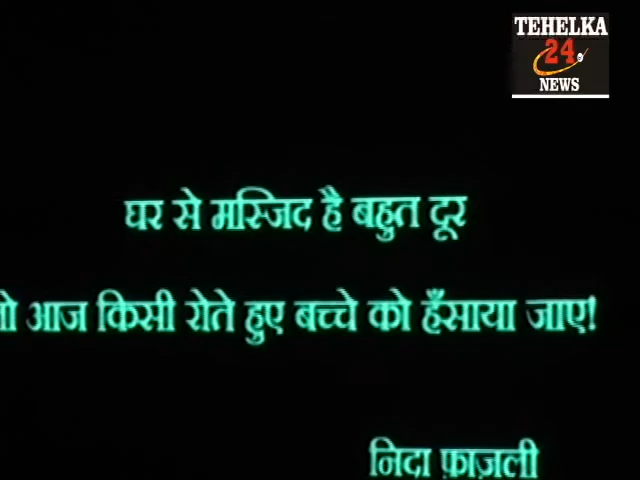 TEHELKA
24
NEWS
घर से मस्जिद है बहुत दूर
आज किसी रोते हुए बच्चे को हँसाया जाए!
निदा फ़ाज़ली